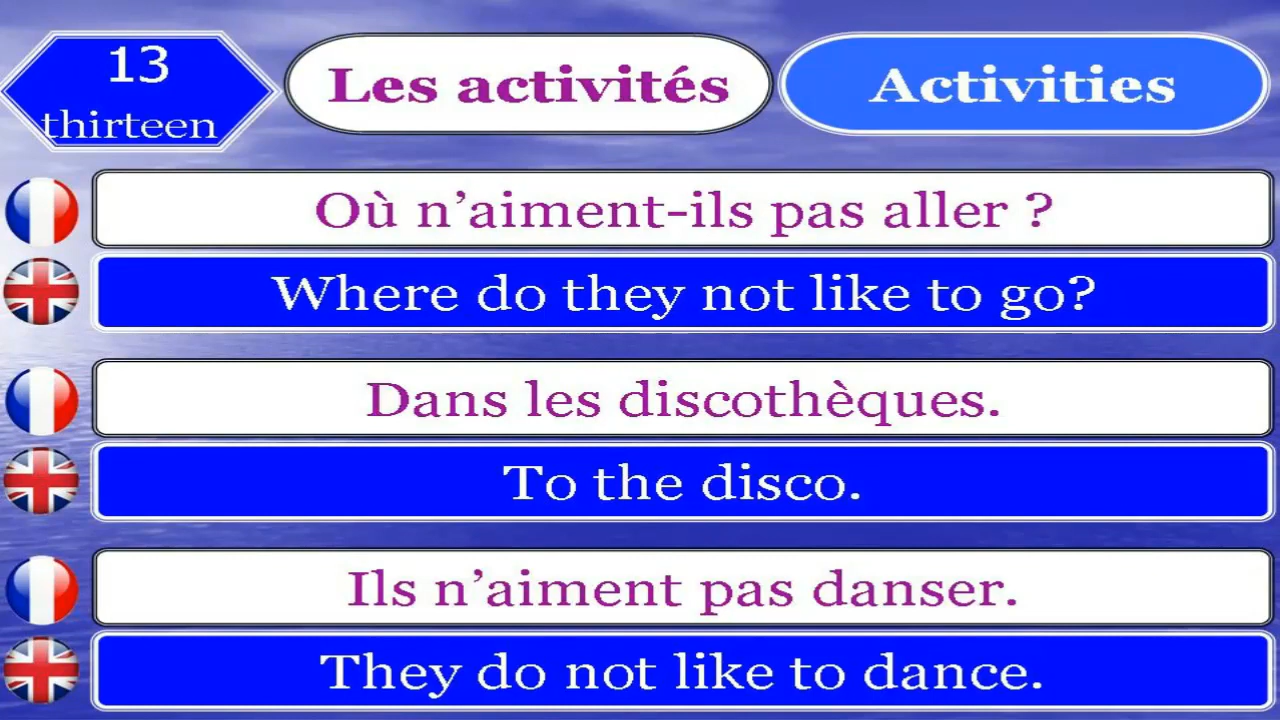 13
thirteen
Les activités
Activities
Où n’aiment-ils pas aller ?
Where do they not like to go?
Dans les discothèques.
To the disco.
Ils n’aiment pas danser.
They do not like to dance.